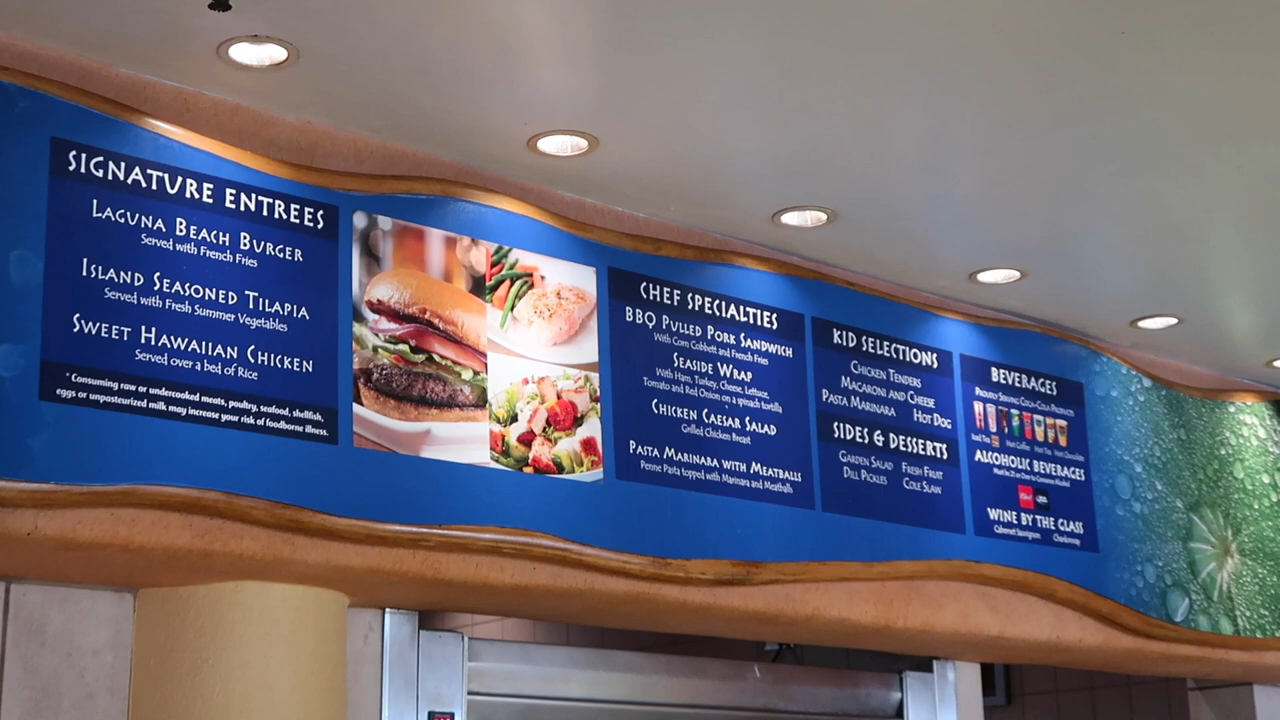 SIGNATURE ENTREES
LAGUNA BEACH BURGER
Served with French Fries
ISLAND SEASONED TILAPIA
Served with Fresh Summer Vegetables
SWEET HAWAIIAN CHICKEN
Served over a bed of Rice
* Consuming raw or undercooked meats, poultry, seafood, shellfish,
eggs or unpasteurized milk may increase your risk of foodborne illness.
CHEF SPECIALTIES
BBQ PULLED PORK SANDWICH
With Corn Cobbett and French Fries
SEASIDE WRAP
With Ham, Turkey, Cheese, Lettuce,
Tomato and Red Onion on a spinach tortilla
CHICKEN CAESAR SALAD
Grilled Chicken Breast
PASTA MARINARA WITH MEATBALLS
Penne Pasta topped with Marinara and Meatballs
KID SELECTIONS
CHICKEN TENDERS
MACARONI AND CHEESE
PASTA MARINARA HOT DOG
SIDES & DESSERTS
GARDEN SALAD FRESH FRUIT
DILL PICKLES COLE SLAW
BEVERAGES
PROUDLY SERVING COCA-COLA PRODUCTS
Iced Tea Hot Coffee Hot Tea Hot Chocolate
ALCOHOLIC BEVERAGES
Must be 21 or Over to Consume Alcohol
WINE BY THE GLASS
Cabernet Sauvignon Chardonnay